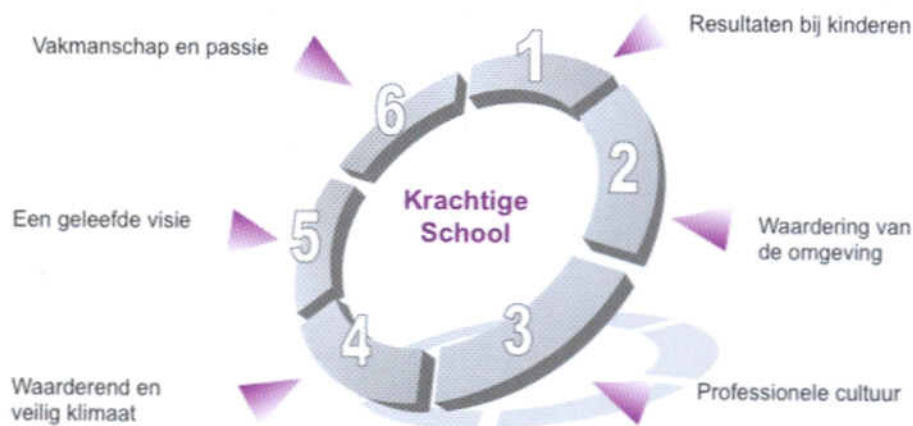 Resultaten bij kinderen
Vakmanschap en passie
1
6
2
Krachtige
School
Een geleefde visie
5
Waardering van
de omgeving
3
4
Waarderend en
veilig klimaat
Professionele cultuur